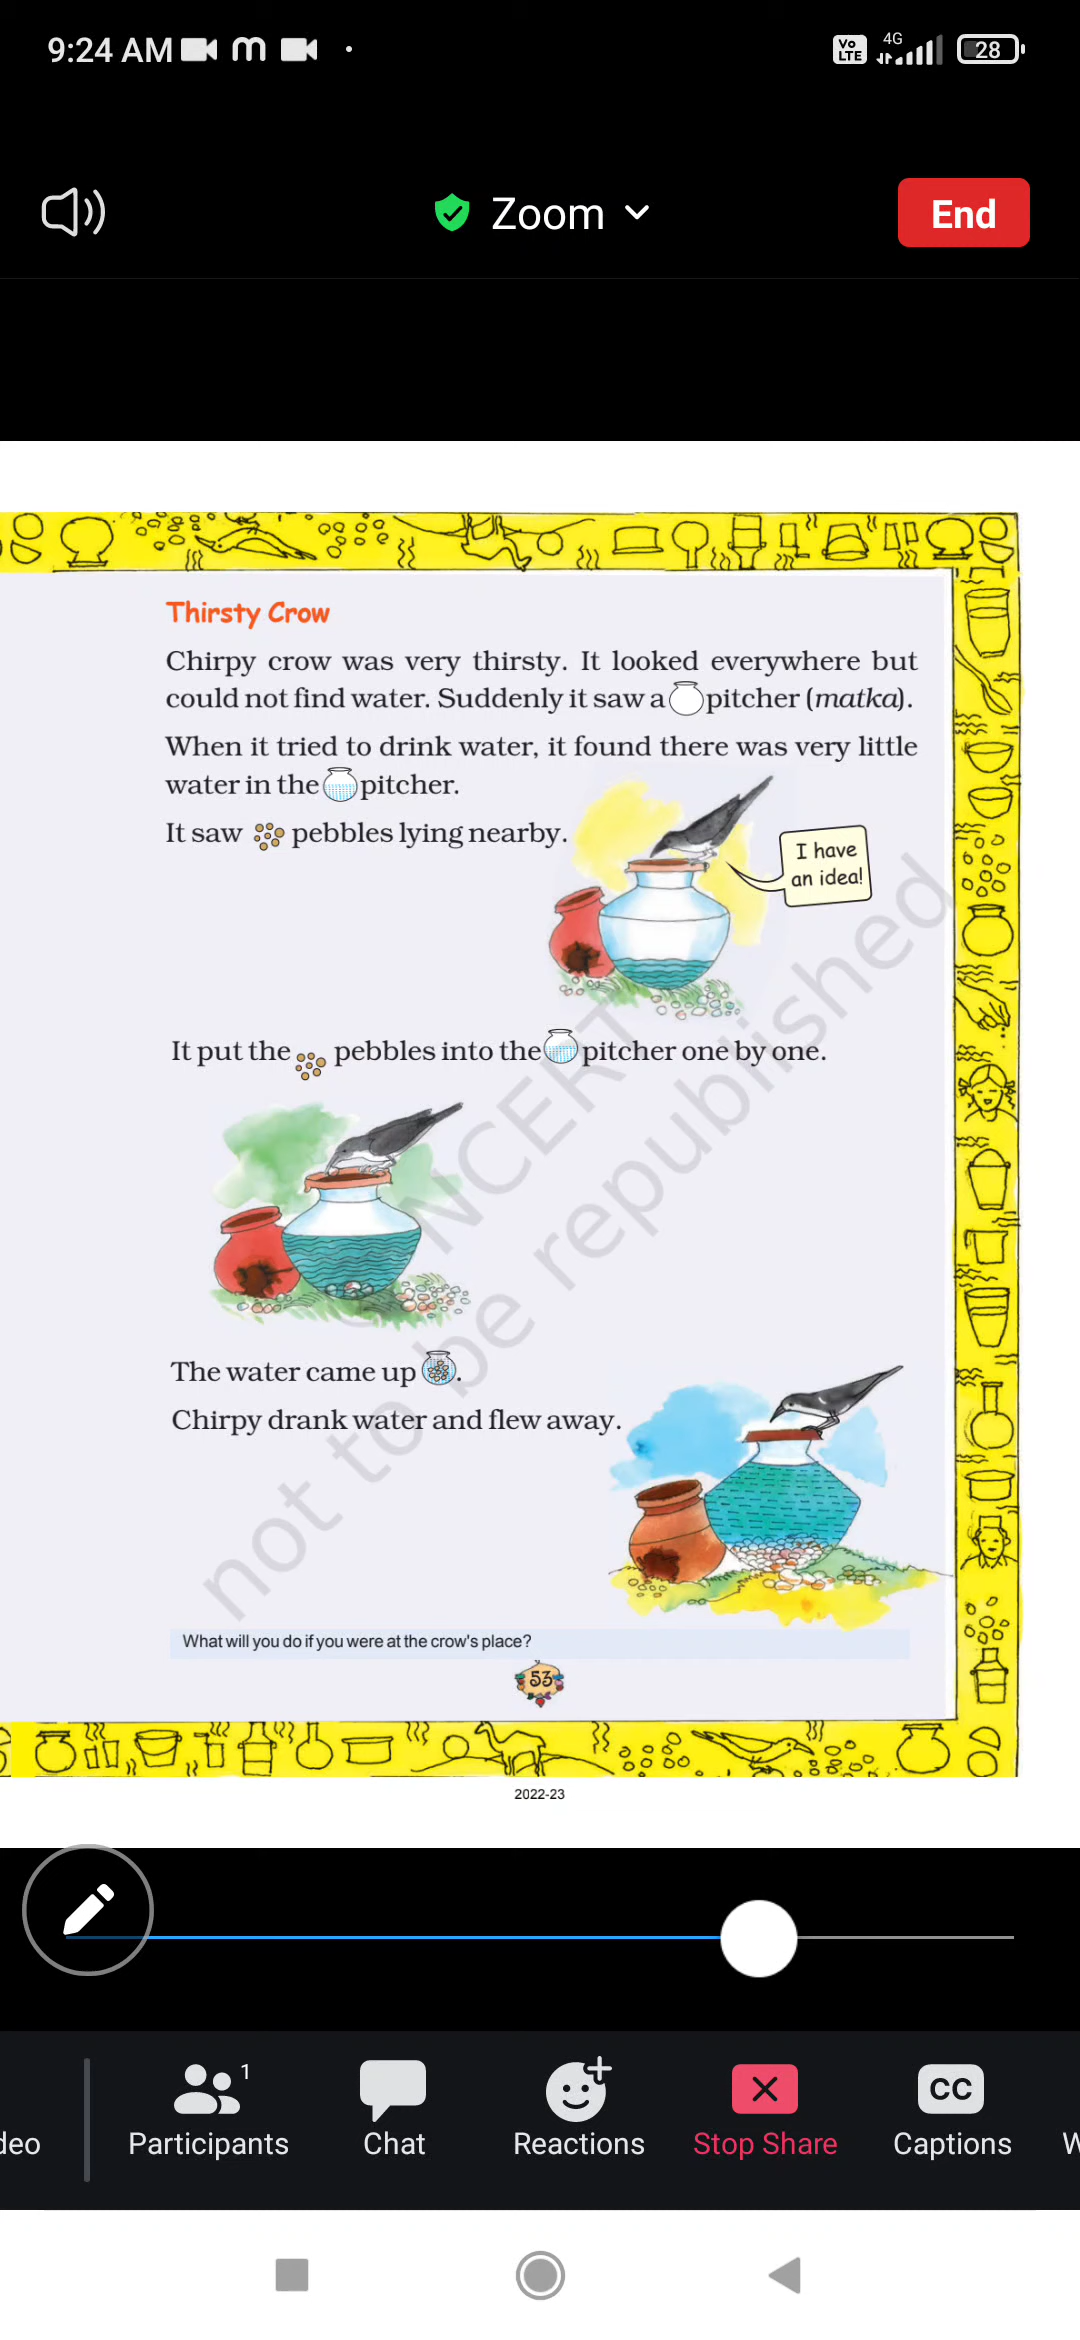 9:24 AM
Vo LTE
4G
28
Zoom
End
Thirsty Crow
Chirpy crow was very thirsty. It looked everywhere but
could not find water. Suddenly it saw a pitcher (matka).
When it tried to drink water, it found there was very little
water in the pitcher.
It saw pebbles lying nearby.
I have
an idea!
It put the pebbles into the pitcher one by one.
The water came up .
Chirpy drank water and flew away.
NCERT
not to be republished
What will you do if you were at the crow's place?
53
2022-23
deo
1
Participants
Chat
Reactions
Stop Share
CC
Captions